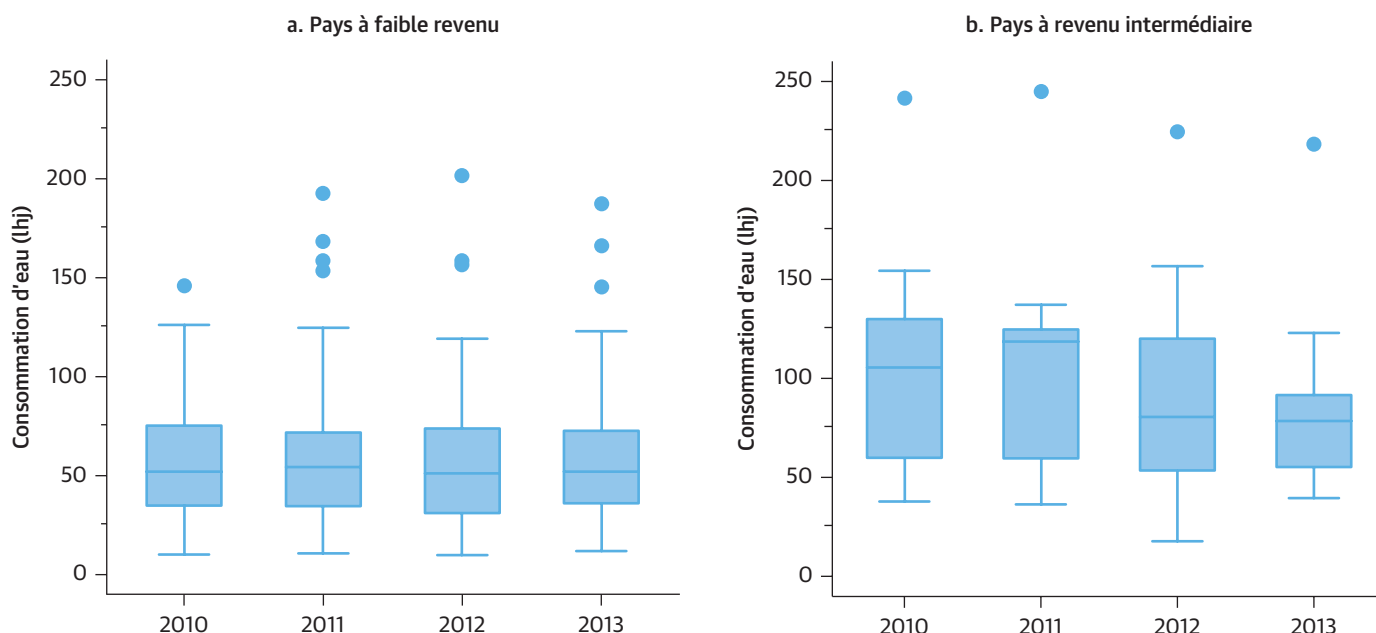 a. Pays à faible revenu
Consommation d'eau (lhj)
250
200
150
100
50
0
2010 2011 2012 2013
b. Pays à revenu intermédiaire
Consommation d'eau (lhj)
250
200
150
100
50
0
2010 2011 2012 2013